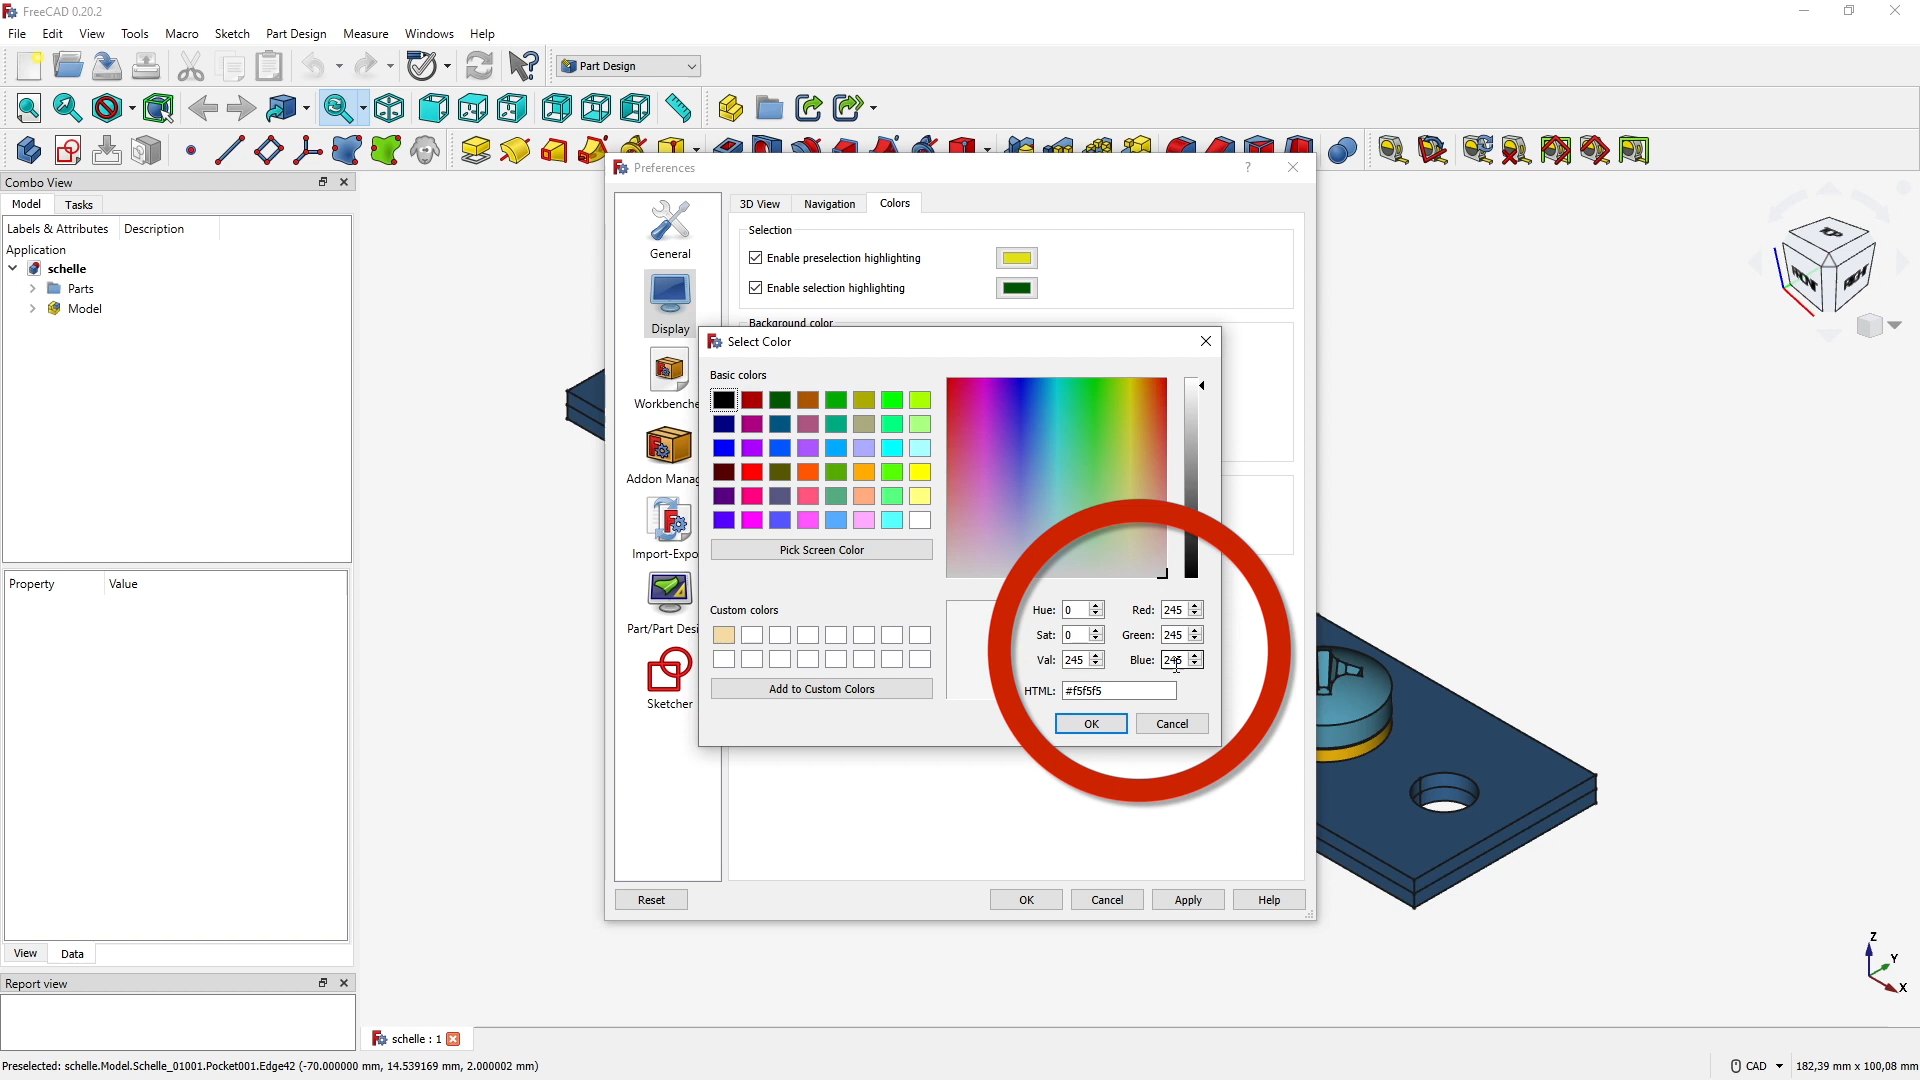 FreeCAD 0.20.2
File Edit View Tools Macro Sketch Part Design Measure Windows Help
Part Design
Combo View
Model Tasks
Labels & Attributes Description
Application
schelle
Parts
Model
Property Value
View Data
Report view
Preferences
?
General
Display
Workbenche
Addon Manag
Import-Expo
Part/Part Desi
Sketcher
3D View Navigation Colors
Selection
Enable preselection highlighting
Enable selection highlighting
Background color
Select Color
Basic colors
Pick Screen Color
Custom colors
Add to Custom Colors
Hue: 0 Red: 245
Sat: 0 Green: 245
Val: 245 Blue: 245
HTML: #f5f5f5
OK Cancel
Reset OK Cancel Apply Help
Z
Y
X
schelle : 1
Preselected: schelle.Model.Schelle_01001.Pocket001.Edge42 (-70.000000 mm, 14.539169 mm, 2.000002 mm)
CAD 182,39 mm x 100,08 mm